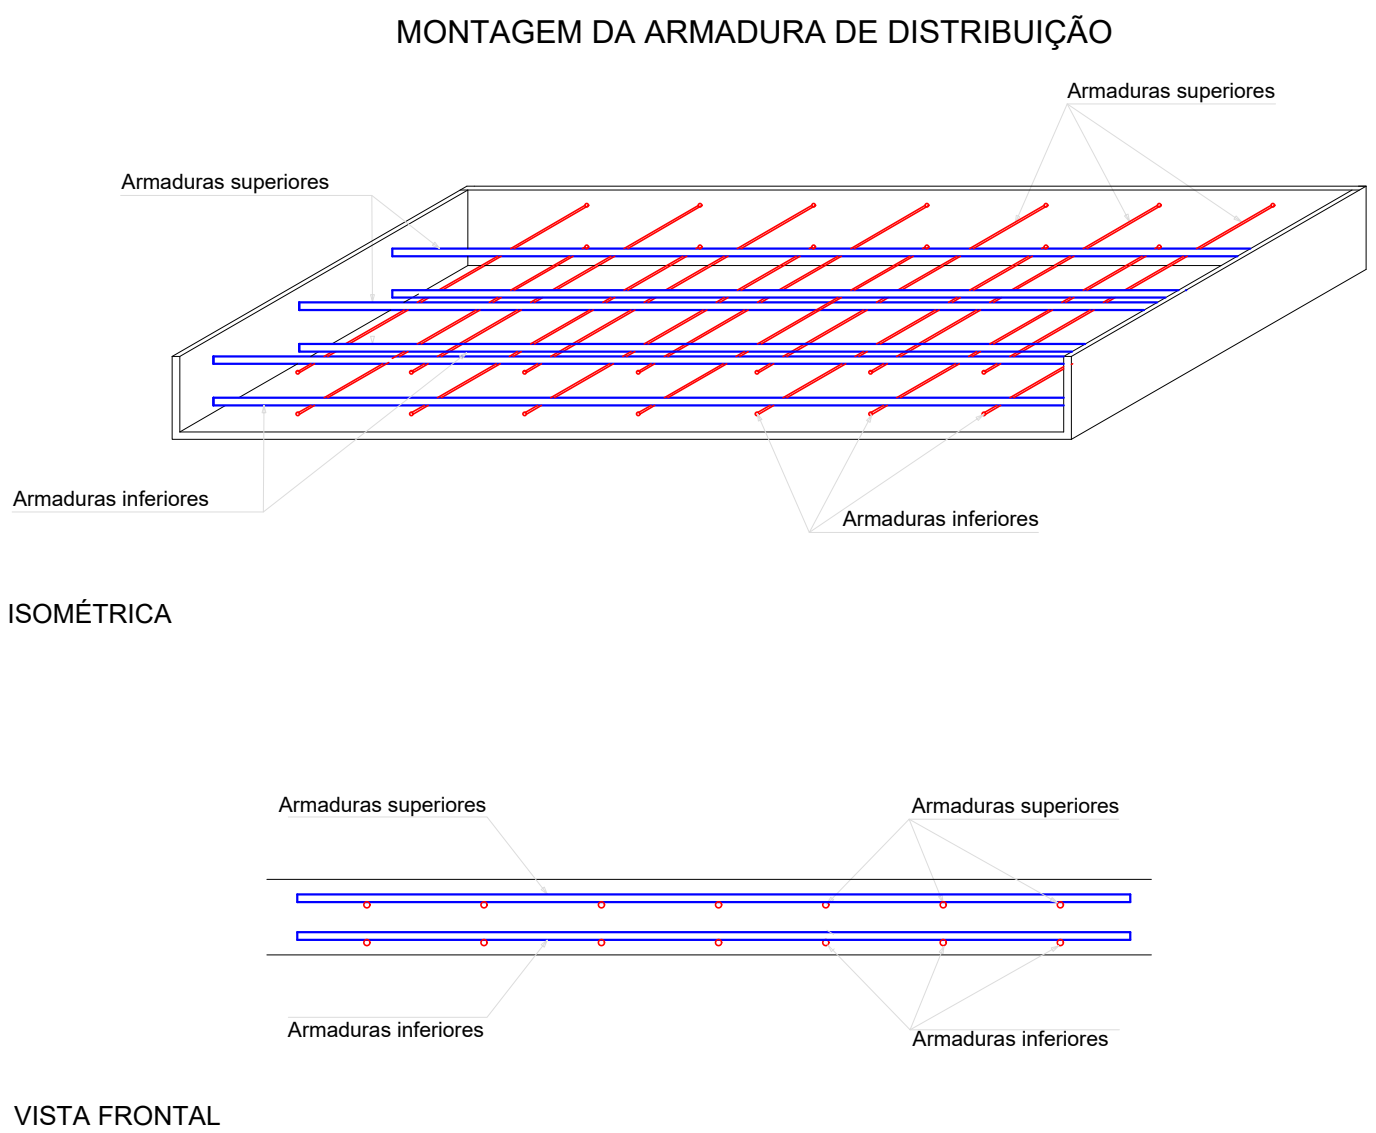 MONTAGEM DA ARMADURA DE DISTRIBUIÇÃO
Armaduras superiores
Armaduras superiores
Armaduras inferiores
Armaduras inferiores
ISOMÉTRICA
Armaduras superiores
Armaduras superiores
Armaduras inferiores
Armaduras inferiores
VISTA FRONTAL